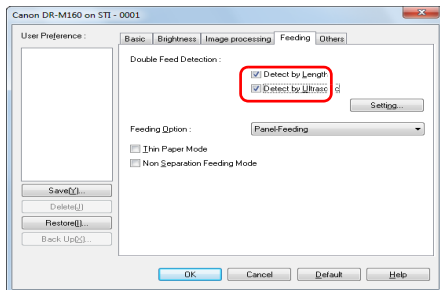 Canon DR-M160 on STI - 0001
User Preference :
Basic Brightness Image processing Feeding Others
Double Feed Detection :
Detect by Length
Detect by Ultrasonic
Setting...
Feeding Option : Panel-Feeding
Thin Paper Mode
Non Separation Feeding Mode
Save(Y)...
Delete(J)
Restore(I)...
Back Up(X)...
OK Cancel Default Help